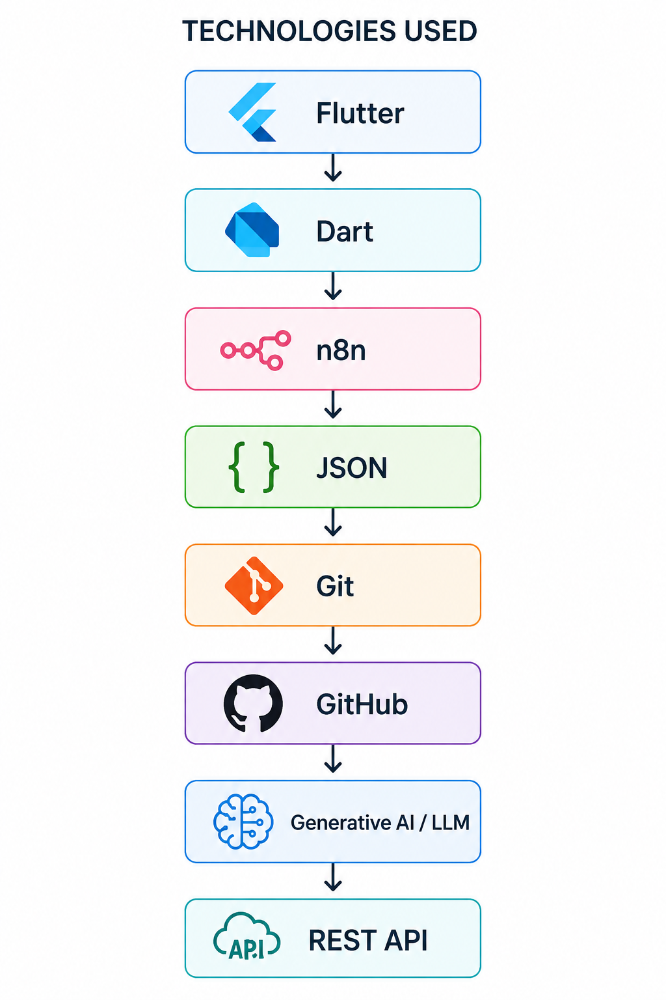 TECHNOLOGIES USED
Flutter
Dart
n8n
{ } JSON
Git
GitHub
Generative AI / LLM
API REST API